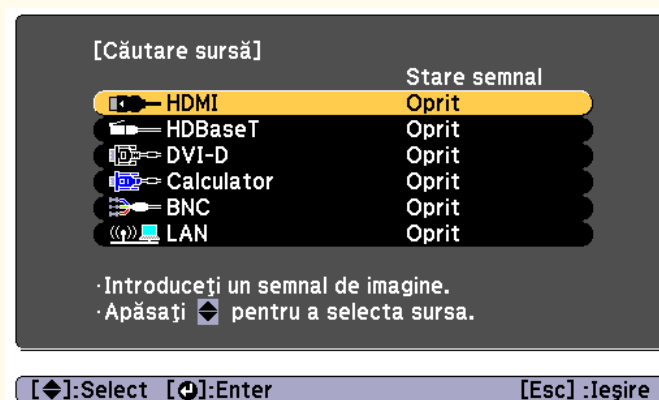 [Căutare sursă]
Stare semnal
HDMI Oprit
HDBaseT Oprit
DVI-D Oprit
Calculator Oprit
BNC Oprit
LAN Oprit
·Introduceţi un semnal de imagine.
·Apăsaţi pentru a selecta sursa.
[]:Select []:Enter [Esc] :Ieşire